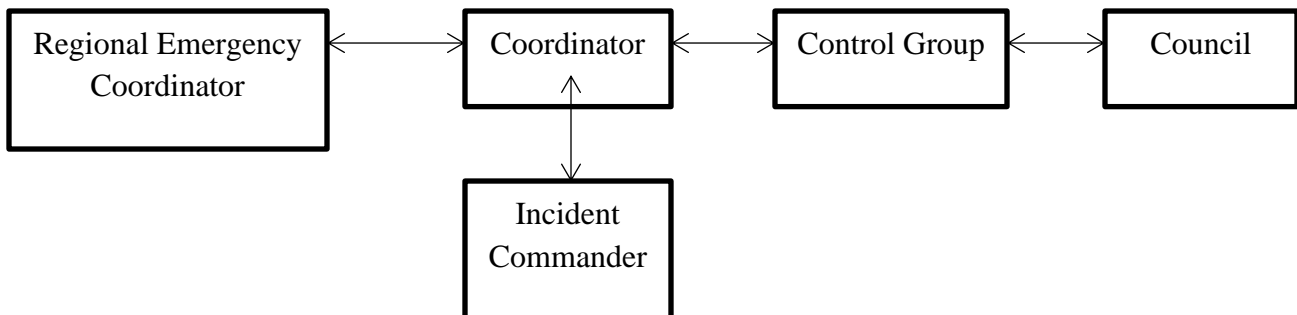 Regional Emergency
Coordinator
Coordinator
Control Group
Council
Incident
Commander